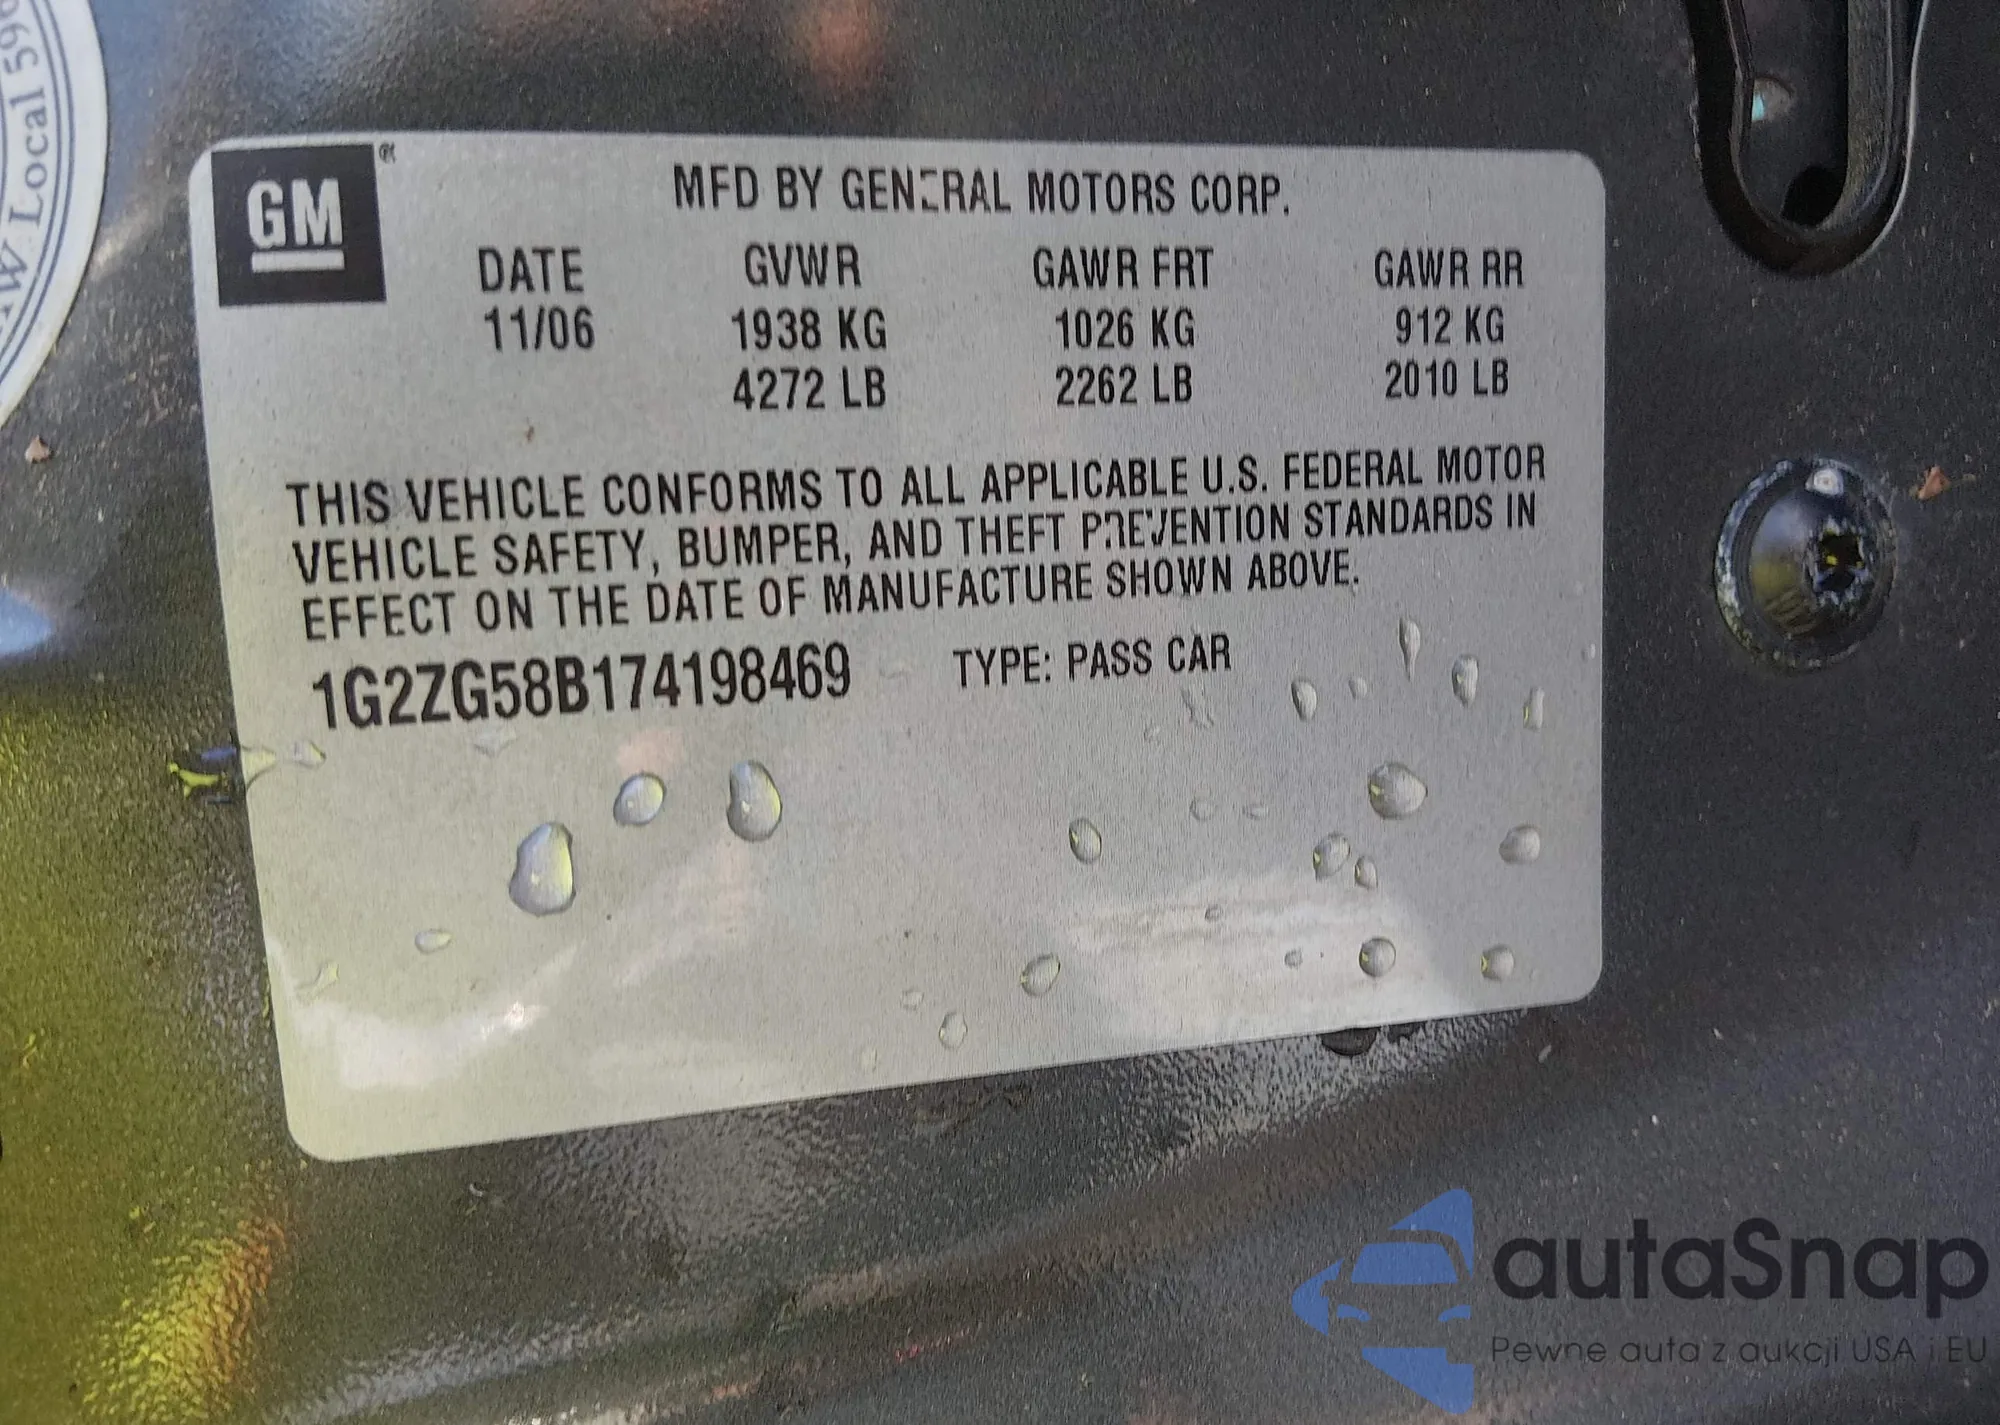 W Local 5960
GM
MFD BY GENERAL MOTORS CORP.
DATE GVWR GAWR FRT GAWR RR
11/06 1938 KG 1026 KG 912 KG
4272 LB 2262 LB 2010 LB
THIS VEHICLE CONFORMS TO ALL APPLICABLE U.S. FEDERAL MOTOR
VEHICLE SAFETY, BUMPER, AND THEFT PREVENTION STANDARDS IN
EFFECT ON THE DATE OF MANUFACTURE SHOWN ABOVE.
1G2ZG58B174198469 TYPE: PASS CAR
autaSnap
Pewne auta z aukcji USA i EU